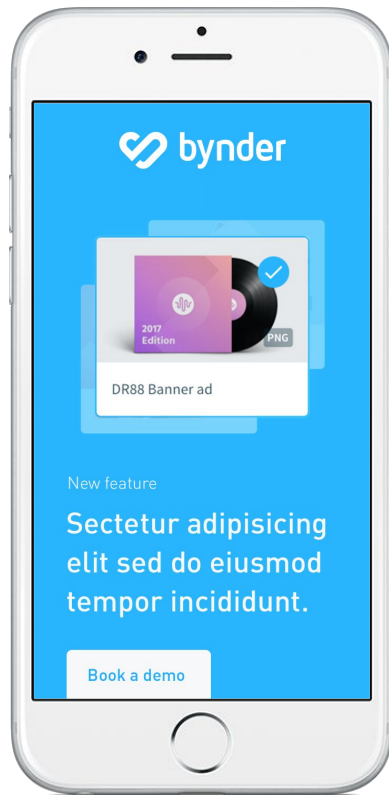 bynder
2017
Edition
PNG
DR88 Banner ad
New feature
Sectetur adipisicing
elit sed do eiusmod
tempor incididunt.
Book a demo